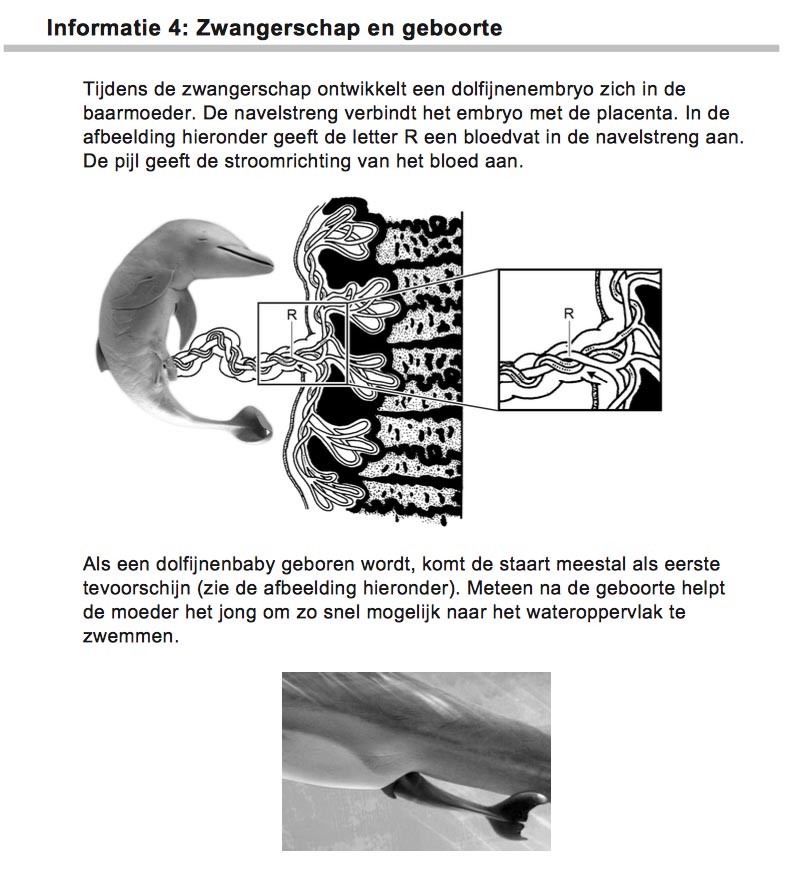 Informatie 4: Zwangerschap en geboorte
Tijdens de zwangerschap ontwikkelt een dolfijnenembryo zich in de
baarmoeder. De navelstreng verbindt het embryo met de placenta. In de
afbeelding hieronder geeft de letter R een bloedvat in de navelstreng aan.
De pijl geeft de stroomrichting van het bloed aan.
R
R
Als een dolfijnenbaby geboren wordt, komt de staart meestal als eerste
tevoorschijn (zie de afbeelding hieronder). Meteen na de geboorte helpt
de moeder het jong om zo snel mogelijk naar het wateroppervlak te
zwemmen.